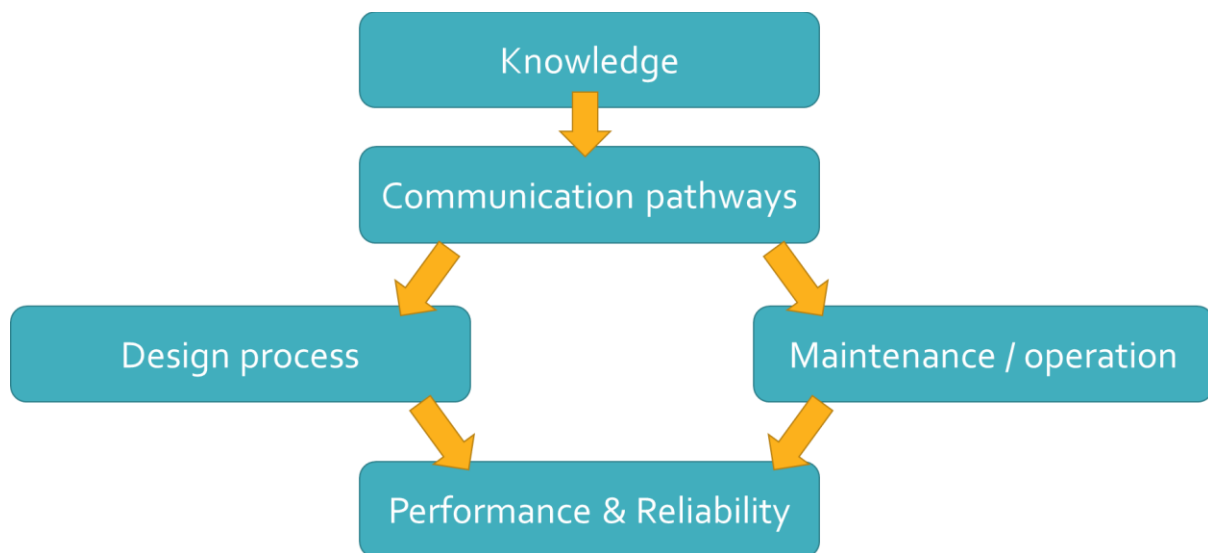 Knowledge
Communication pathways
Design process
Maintenance / operation
Performance & Reliability